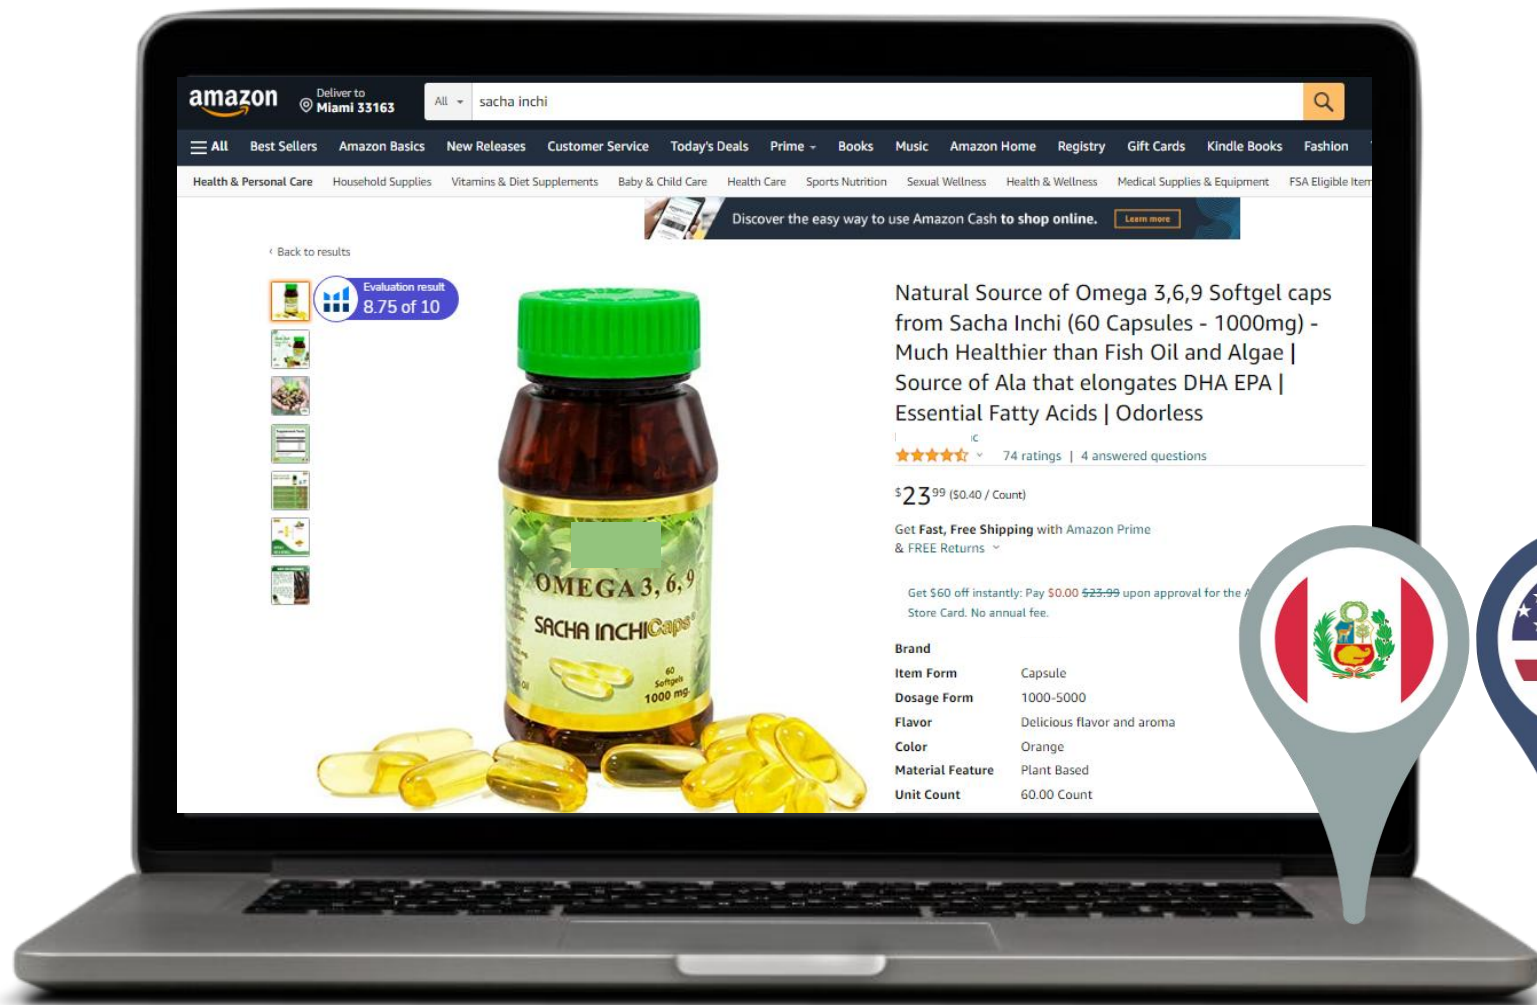 amazon
Deliver to
Miami 33163
All
sacha inchi
All Best Sellers Amazon Basics New Releases Customer Service Today's Deals Prime Books Music Amazon Home Registry Gift Cards Kindle Books Fashion
Health & Personal Care Household Supplies Vitamins & Diet Supplements Baby & Child Care Health Care Sports Nutrition Sexual Wellness Health & Wellness Medical Supplies & Equipment FSA Eligible Item
Discover the easy way to use Amazon Cash to shop online. Learn more
‹ Back to results
Evaluation result
8.75 of 10
OMEGA 3, 6, 9
SACHA INCHICaps®
60
Softgels
1000 mg.
Natural Source of Omega 3,6,9 Softgel caps
from Sacha Inchi (60 Capsules - 1000mg) -
Much Healthier than Fish Oil and Algae |
Source of Ala that elongates DHA EPA |
Essential Fatty Acids | Odorless
74 ratings | 4 answered questions
$23.99 ($0.40 / Count)
Get Fast, Free Shipping with Amazon Prime
& FREE Returns
Get $60 off instantly: Pay $0.00 $23.99 upon approval for the
Store Card. No annual fee.
Brand
Item Form Capsule
Dosage Form 1000-5000
Flavor Delicious flavor and aroma
Color Orange
Material Feature Plant Based
Unit Count 60.00 Count